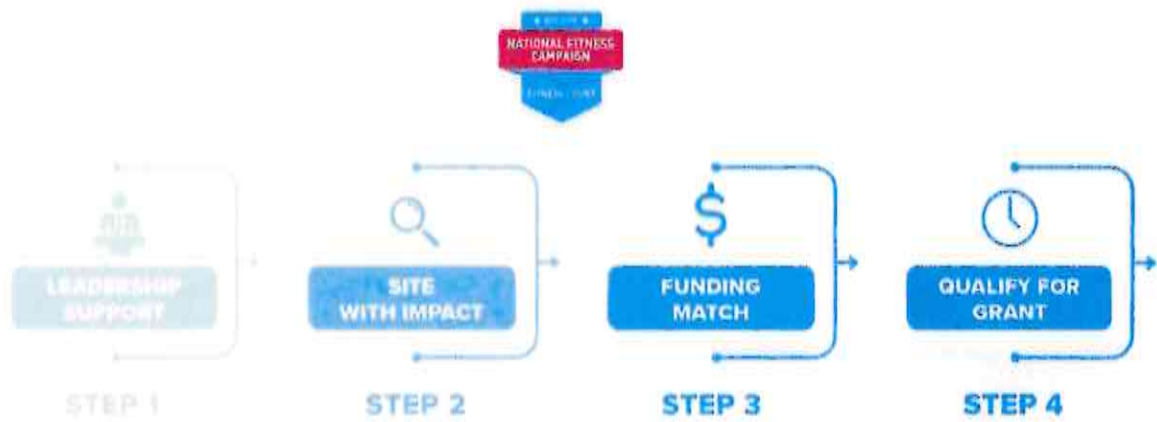 NATIONAL FITNESS
CAMPAIGN
LEADERSHIP
SUPPORT
STEP 1
SITE
WITH IMPACT
STEP 2
FUNDING
MATCH
STEP 3
QUALIFY FOR
GRANT
STEP 4